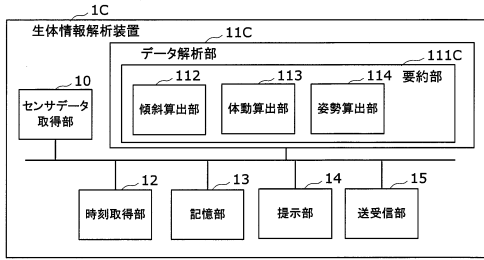 1C
生体情報解析装置
11C
データ解析部
111C
要約部
10
センサデータ
取得部
112
傾斜算出部
113
体動算出部
114
姿勢算出部
12
時刻取得部
13
記憶部
14
提示部
15
送受信部